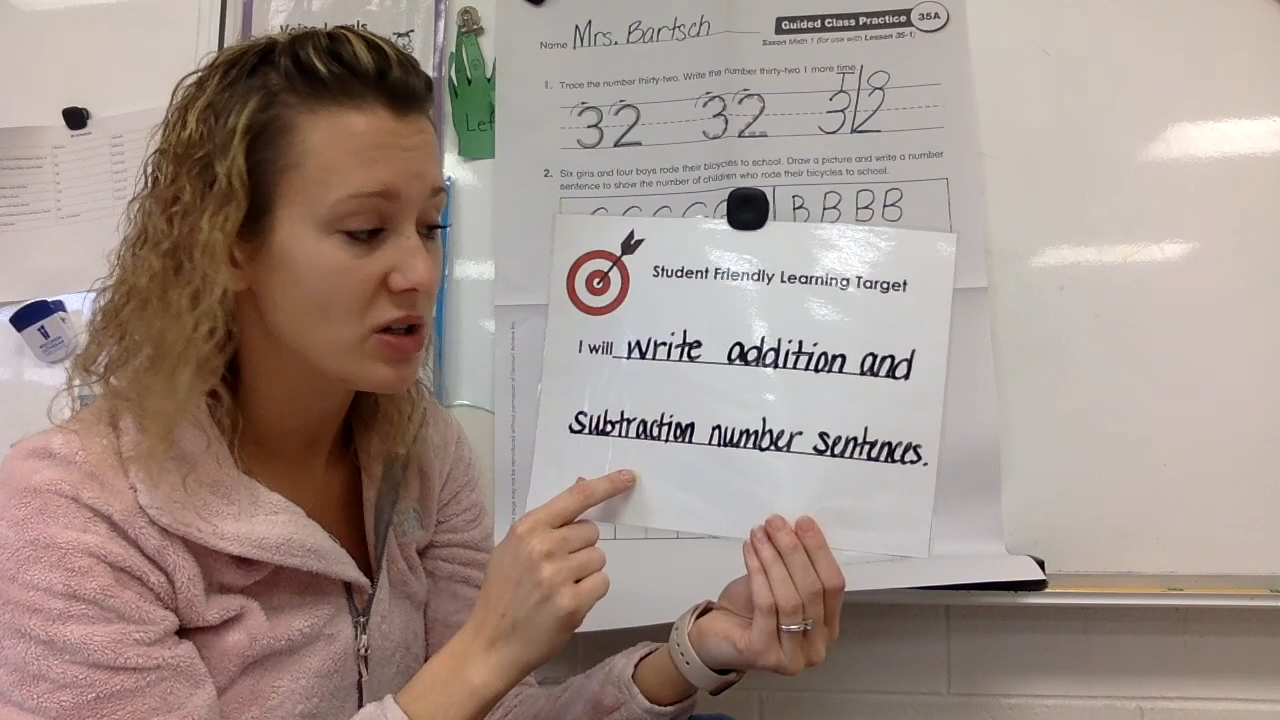 Name Mrs. Bartsch
Guided Class Practice 35A
Saxon Math 1 (for use with Lesson 35-1)
1. Trace the number thirty-two. Write the number thirty-two 1 more time.
32 32 32
2. Six girls and four boys rode their bicycles to school. Draw a picture and write a number
sentence to show the number of children who rode their bicycles to school.
B B B B
Student Friendly Learning Target
I will write addition and
subtraction number sentences.